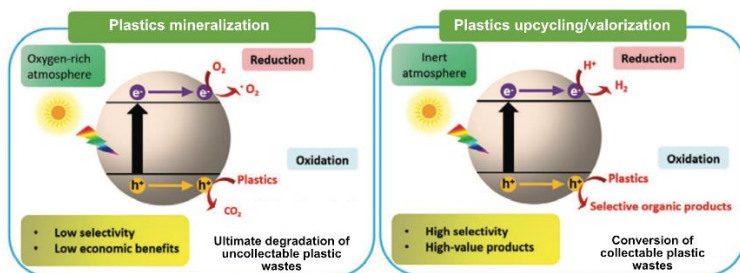 Plastics mineralization
Oxygen-rich
atmosphere
Reduction
O₂
e⁻
e⁻
· O₂
Oxidation
h⁺
h⁺
Plastics
CO₂
• Low selectivity
• Low economic benefits
Ultimate degradation of
uncollectable plastic
wastes
Plastics upcycling/valorization
Inert
atmosphere
Reduction
H⁺
e⁻
e⁻
H₂
Oxidation
h⁺
h⁺
Plastics
Selective organic products
• High selectivity
• High-value products
Conversion of
collectable plastic
wastes